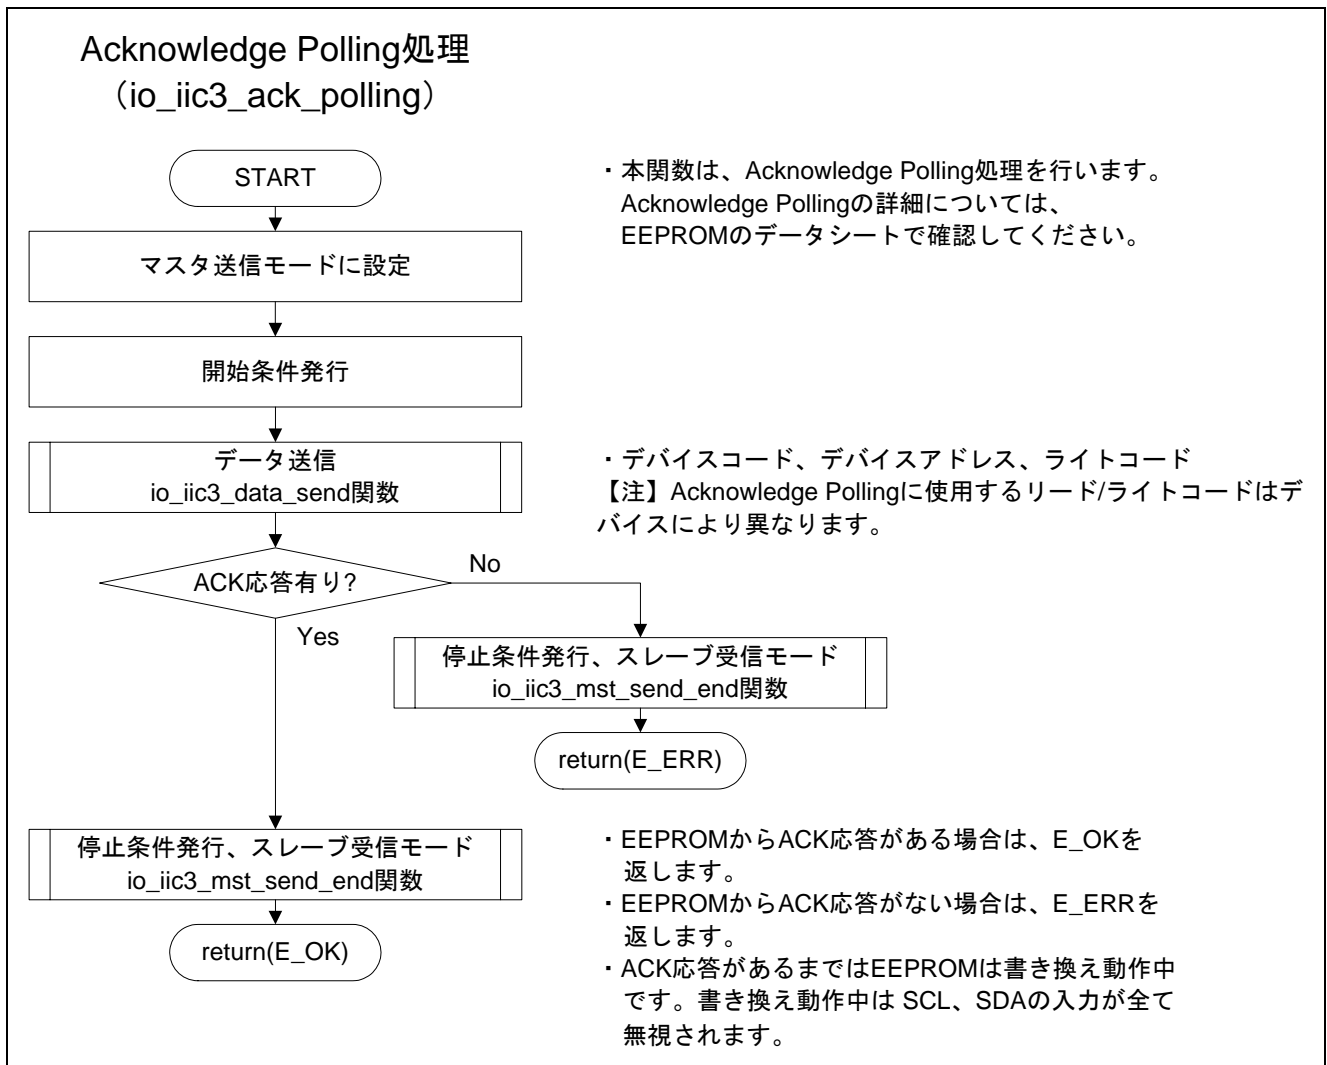 Acknowledge Polling処理
（io_iic3_ack_polling）
START
・本関数は、Acknowledge Polling処理を行います。
Acknowledge Pollingの詳細については、
EEPROMのデータシートで確認してください。
マスタ送信モードに設定
開始条件発行
データ送信
io_iic3_data_send関数
・デバイスコード、デバイスアドレス、ライトコード
【注】Acknowledge Pollingに使用するリード/ライトコードはデ
バイスにより異なります。
ACK応答有り?
No
Yes
停止条件発行、スレーブ受信モード
io_iic3_mst_send_end関数
return(E_ERR)
停止条件発行、スレーブ受信モード
io_iic3_mst_send_end関数
return(E_OK)
・EEPROMからACK応答がある場合は、E_OKを
返します。
・EEPROMからACK応答がない場合は、E_ERRを
返します。
・ACK応答があるまではEEPROMは書き換え動作中
です。書き換え動作中は SCL、SDAの入力が全て
無視されます。